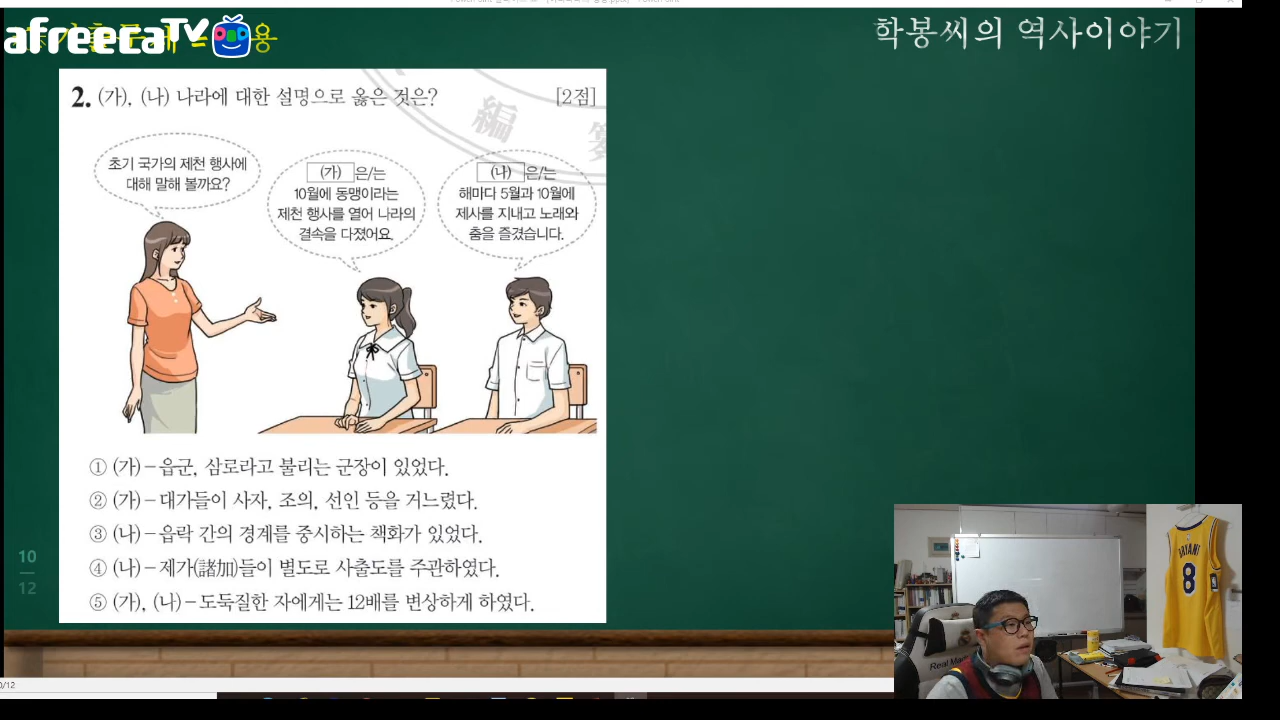 afreecaTV
용
학봉씨의 역사이야기
2. (가), (나) 나라에 대한 설명으로 옳은 것은? [2점]
編
초기 국가의 제천 행사에
대해 말해 볼까요?
(가) 은/는
10월에 동맹이라는
제천 행사를 열어 나라의
결속을 다졌어요.
(나) 은/는
해마다 5월과 10월에
제사를 지내고 노래와
춤을 즐겼습니다.
① (가) – 읍군, 삼로라고 불리는 군장이 있었다.
② (가) – 대가들이 사자, 조의, 선인 등을 거느렸다.
③ (나) – 읍락 간의 경계를 중시하는 책화가 있었다.
④ (나) – 제가(諸加)들이 별도로 사출도를 주관하였다.
⑤ (가), (나) – 도둑질한 자에게는 12배를 변상하게 하였다.
10
12
8
Real Ma